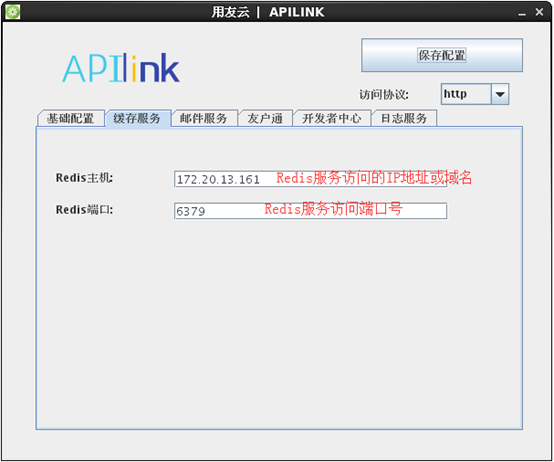 用友云 | APILINK
APIlink
保存配置
访问协议: http
基础配置 缓存服务 邮件服务 友户通 开发者中心 日志服务
Redis主机: 172.20.13.161 Redis服务访问的IP地址或域名
Redis端口: 6379 Redis服务访问端口号